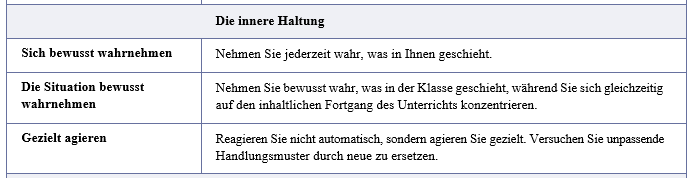 Die innere Haltung
Sich bewusst wahrnehmen
Nehmen Sie jederzeit wahr, was in Ihnen geschieht.
Die Situation bewusst
wahrnehmen
Nehmen Sie bewusst wahr, was in der Klasse geschieht, während Sie sich gleichzeitig
auf den inhaltlichen Fortgang des Unterrichts konzentrieren.
Gezielt agieren
Reagieren Sie nicht automatisch, sondern agieren Sie gezielt. Versuchen Sie unpassende
Handlungsmuster durch neue zu ersetzen.